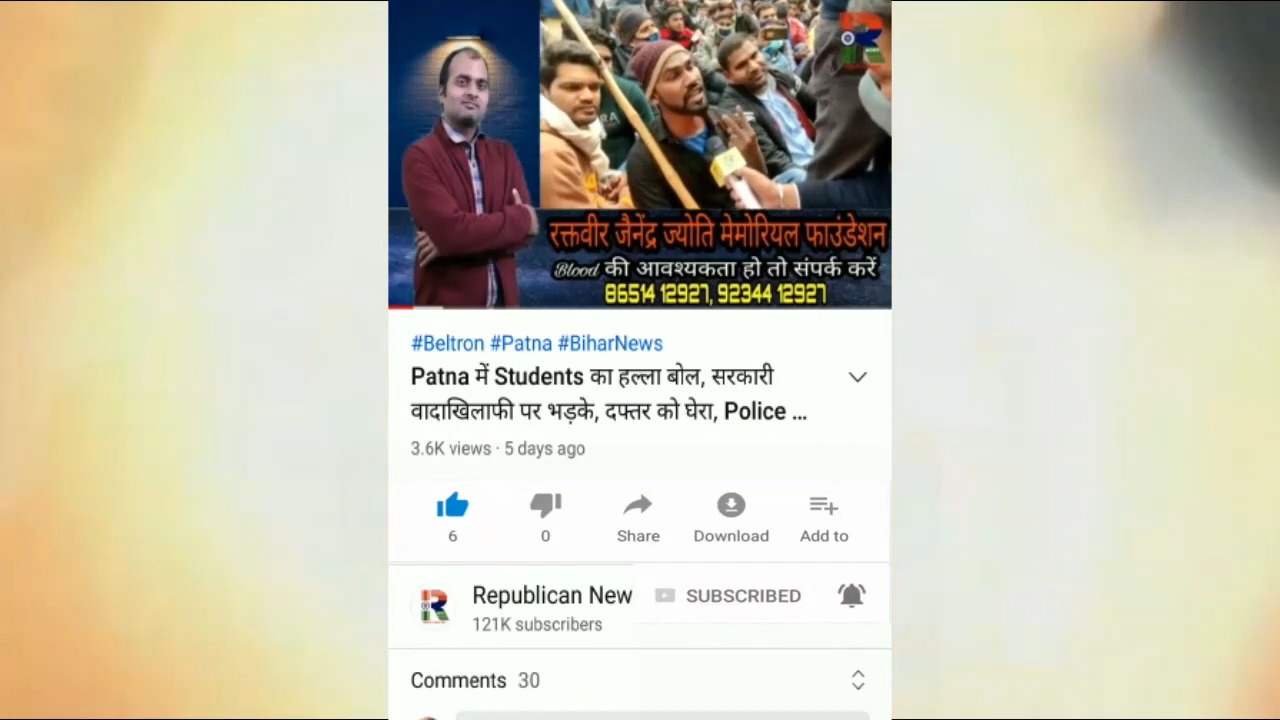 रक्तवीर जैनेंद्र ज्योति मेमोरियल फाउंडेशन
Blood की आवश्यकता हो तो संपर्क करें
86514 12927, 92344 12927
#Beltron #Patna #BiharNews
Patna में Students का हल्ला बोल, सरकारी
वादाखिलाफी पर भड़के, दफ्तर को घेरा, Police ...
3.6K views · 5 days ago
6
0
Share
Download
Add to
Republican New
SUBSCRIBED
121K subscribers
Comments 30